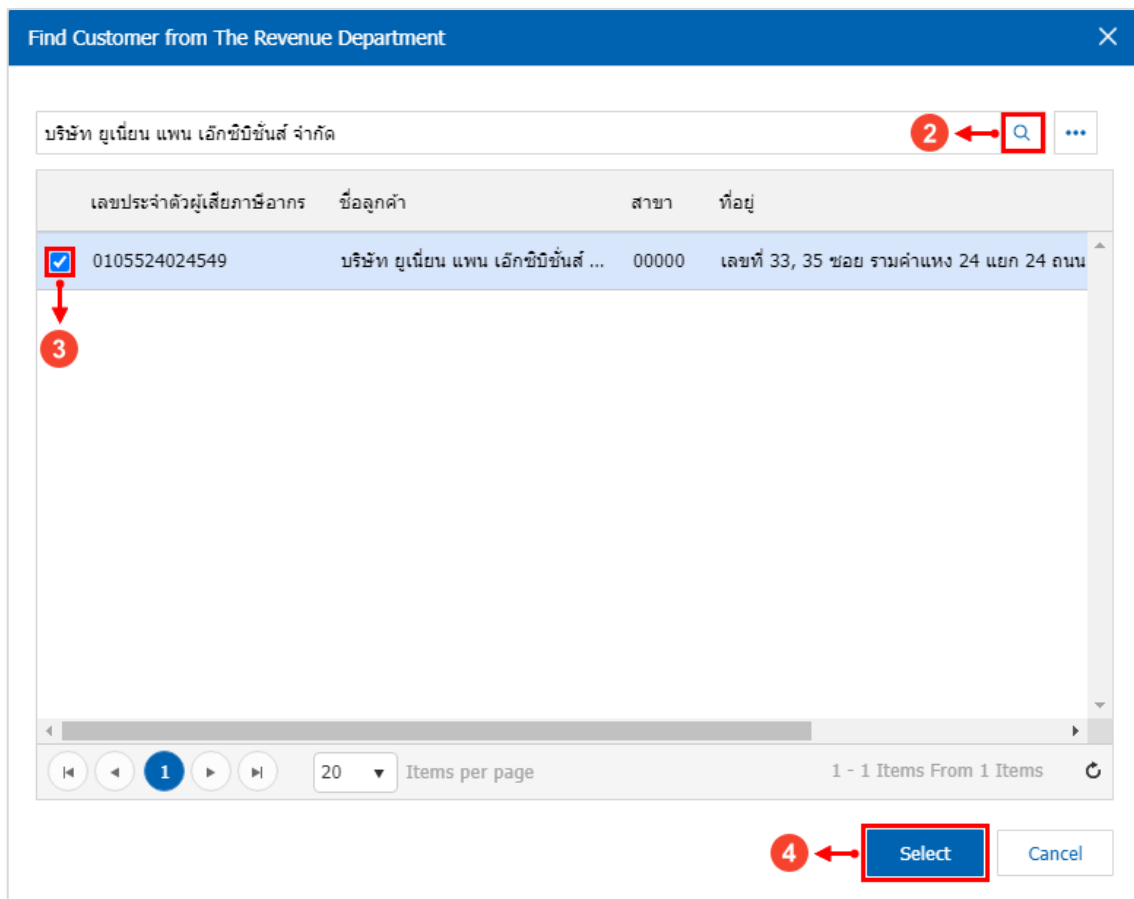 Find Customer from The Revenue Department
บริษัท ยูเนี่ยน แพน เอ็กซิบิชั่นส์ จำกัด
2
เลขประจำตัวผู้เสียภาษีอากร ชื่อลูกค้า สาขา ที่อยู่
0105524024549 บริษัท ยูเนี่ยน แพน เอ็กซิบิชั่นส์ ... 00000 เลขที่ 33, 35 ซอย รามคำแหง 24 แยก 24 ถนน
3
1 20 Items per page 1 - 1 Items From 1 Items
4 Select Cancel